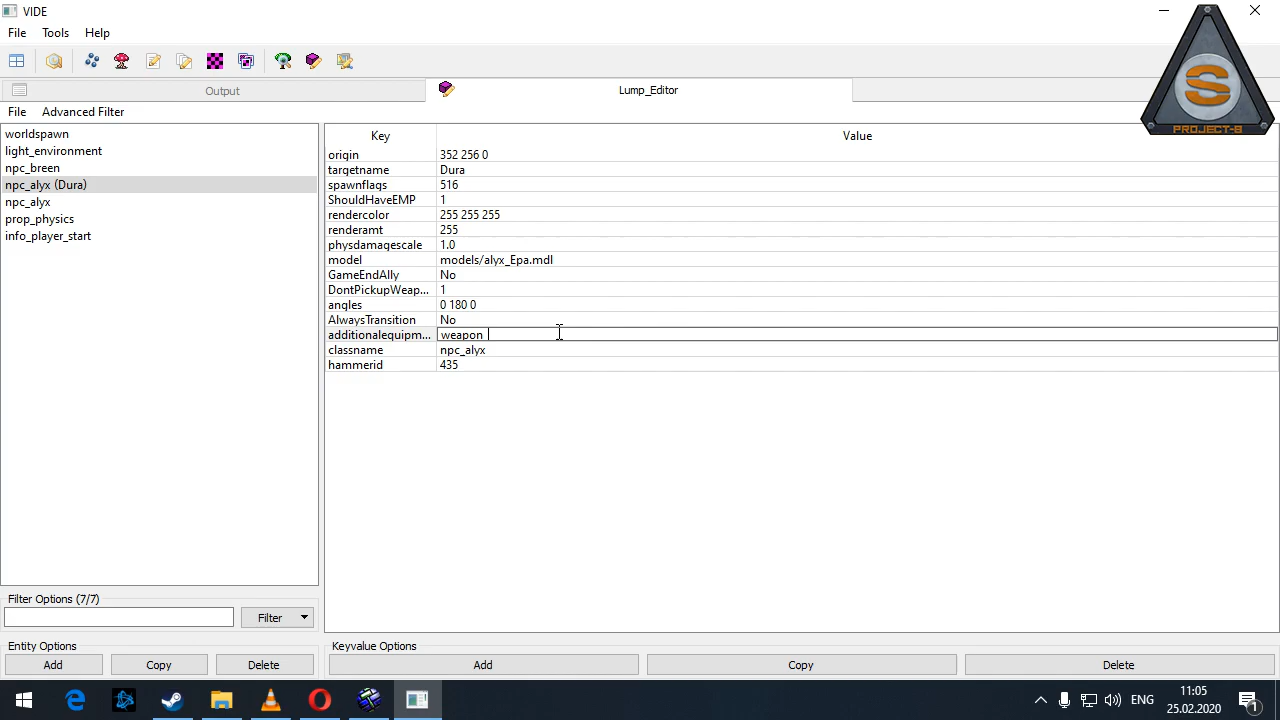 VIDE
FILE Tools Help
Output
Lump_Editor
S
PROJECT-8
File Advanced Filter
worldspawn
light_environment
npc_breen
npc_alyx (Dura)
npc_alyx
prop_physics
info_player_start
Key Value
origin 352 256 0
targetname Dura
spawnflags 516
ShouldHaveEMP 1
rendercolor 255 255 255
renderamt 255
physdamagescale 1.0
model models/alyx_Epa.mdl
GameEndAlly No
DontPickupWeap... 1
angles 0 180 0
AlwaysTransition No
additionalequipm... weapon
classname npc_alyx
hammerid 435
Filter Options (7/7)
Filter
Entity Options
Add Copy Delete
Keyvalue Options
Add Copy Delete
ENG
11:05
25.02.2020
1